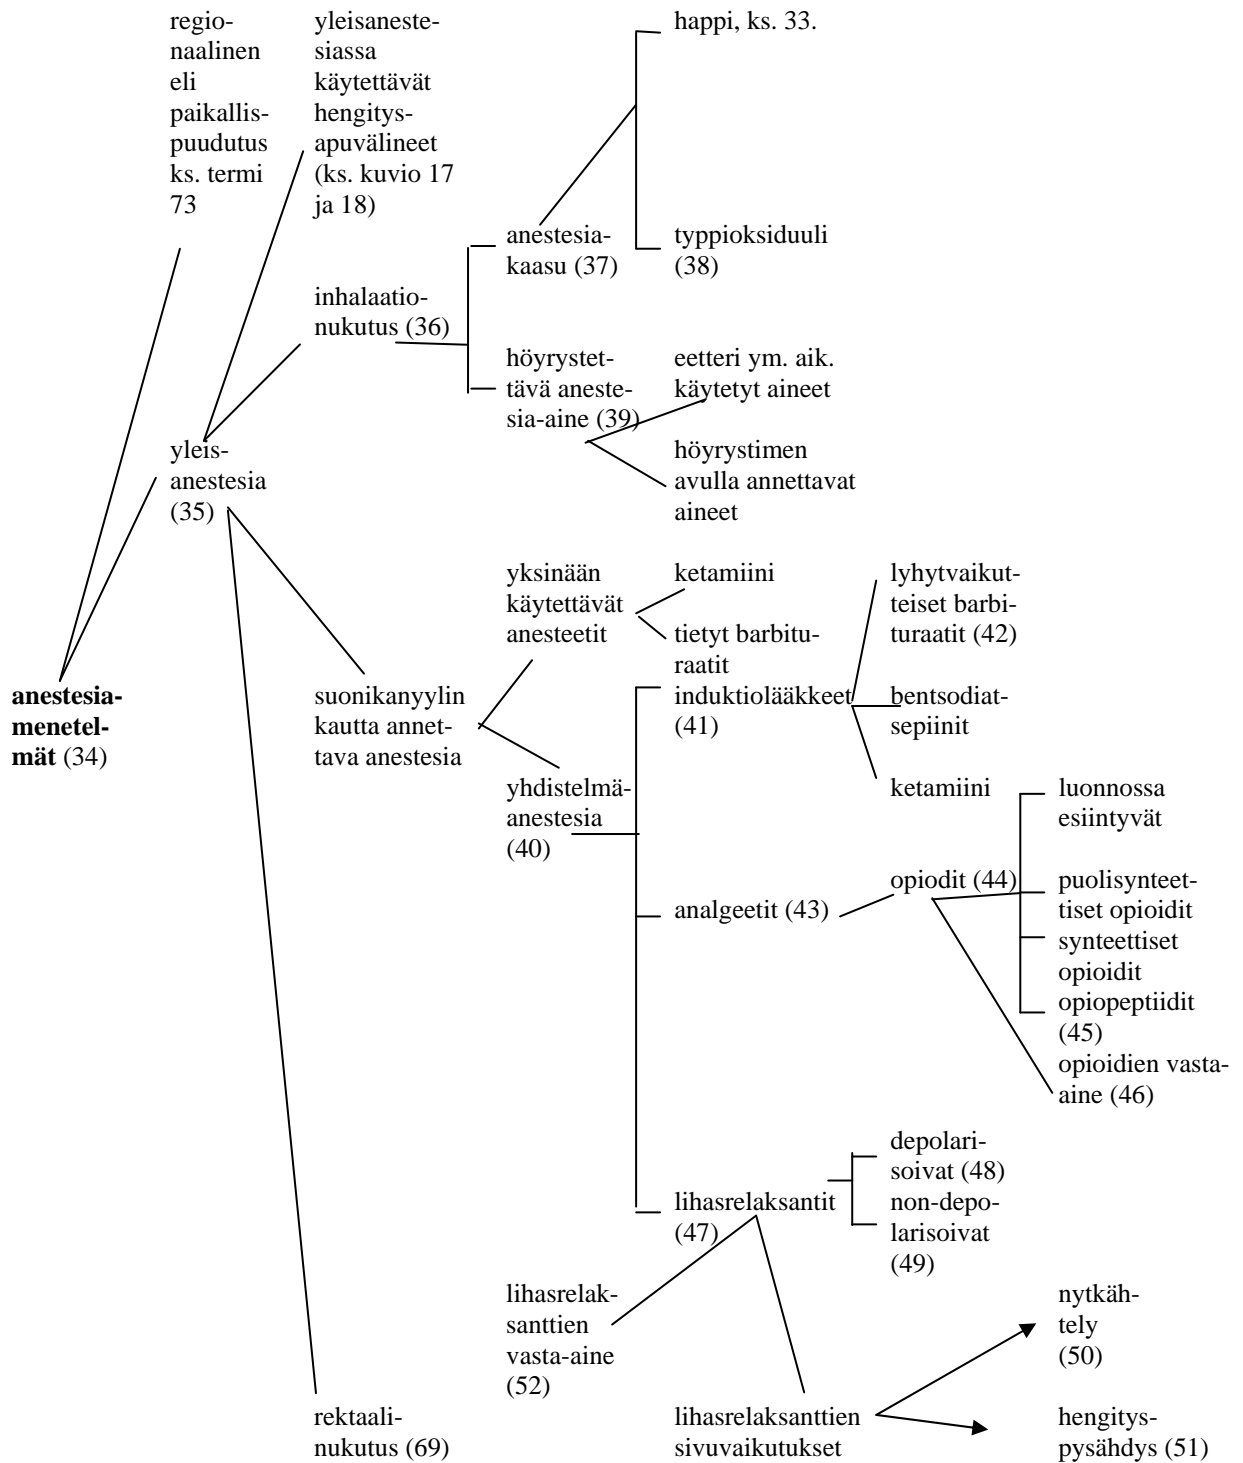 regio-
naalinen
eli
paikallis-
puudutus
ks. termi
73
yleisaneste-
siassa
käytettävät
hengitys-
apuvälineet
(ks. kuvio 17
ja 18)
happi, ks. 33.
anestesia-
kaasu (37)
typpioksiduuli
(38)
inhalaatio-
nukutus (36)
höyrystet-
tävä aneste-
sia-aine (39)
eetteri ym. aik.
käytetyt aineet
höyrystimen
avulla annettavat
aineet
yleis-
anestesia
(35)
yksinään
käytettävät
anesteetit
ketamiini
tietyt barbitu-
raatit
lyhytvaikut-
teiset barbi-
turaatit (42)
anestesia-
menetel-
mät (34)
suonikanyylin
kautta annet-
tava anestesia
induktiolääkkeet
(41)
bentsodiat-
sepiinit
ketamiini
yhdistelmä-
anestesia
(40)
luonnossa
esiintyvät
analgeetit (43)
opiodit (44)
puolisynteet-
tiset opioidit
synteettiset
opioidit
opiopeptiidit
(45)
opioidien vasta-
aine (46)
depolari-
soivat (48)
non-depo-
larisoivat
(49)
lihasrelaksantit
(47)
lihasrelak-
santtien
vasta-aine
(52)
nytkäh-
tely
(50)
rektaali-
nukutus (69)
lihasrelaksanttien
sivuvaikutukset
hengitys-
pysähdys (51)